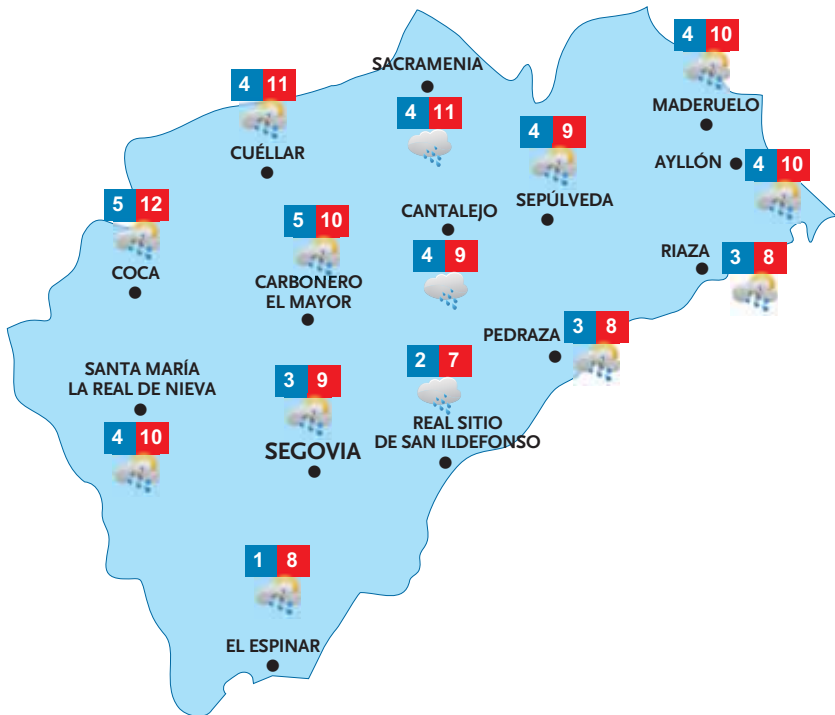 4 10
SACRAMENIA
4 11
4 11
MADERUELO
4 9
CUÉLLAR
AYLLÓN
4 10
5 12
SEPÚLVEDA
CANTALEJO
5 10
4 9
RIAZA
3 8
COCA
CARBONERO
EL MAYOR
3 8
PEDRAZA
2 7
SANTA MARÍA
LA REAL DE NIEVA
3 9
4 10
REAL SITIO
DE SAN ILDEFONSO
SEGOVIA
1 8
EL ESPINAR